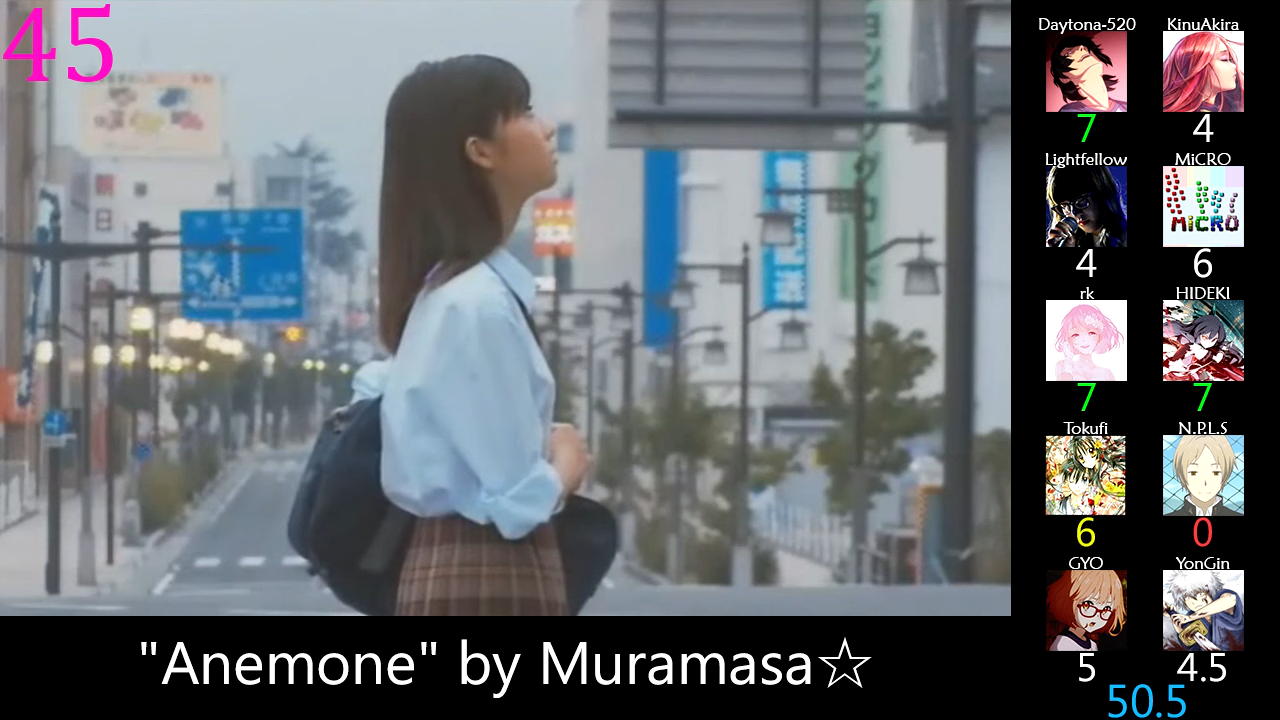 45
"Anemone" by Muramasa☆
Daytona-520
KinuAkira
7
4
Lightfellow
MiCRO
MiCRO
4
6
rk
HIDEKI
7
7
Tokufi
N.P.L.S
6
0
GYO
YonGin
5
4.5
50.5